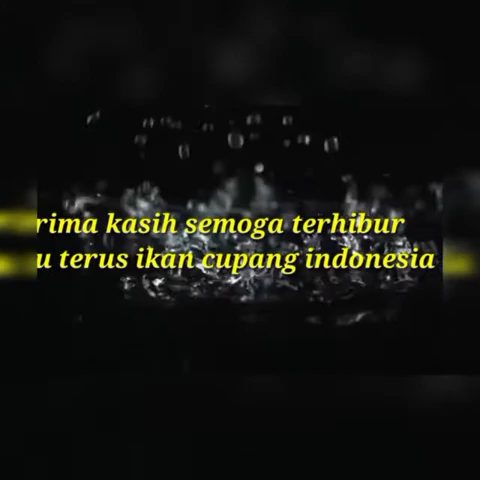 rima kasih semoga terhibur
u terus ikan cupang indonesia